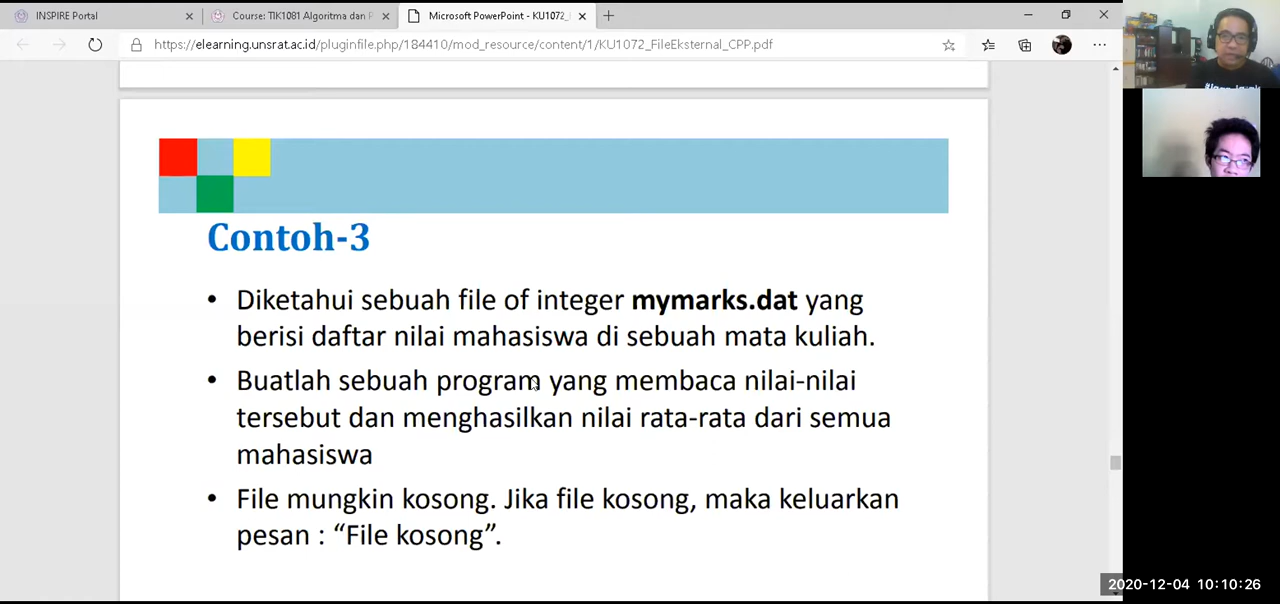 INSPIRE Portal
Course: TIK1081 Algoritma dan P
Microsoft PowerPoint - KU1072_
https://elearning.unsrat.ac.id/pluginfile.php/184410/mod_resource/content/1/KU1072_FileEksternal_CPP.pdf
Contoh-3
• Diketahui sebuah file of integer mymarks.dat yang
berisi daftar nilai mahasiswa di sebuah mata kuliah.
• Buatlah sebuah program yang membaca nilai-nilai
tersebut dan menghasilkan nilai rata-rata dari semua
mahasiswa
• File mungkin kosong. Jika file kosong, maka keluarkan
pesan : “File kosong”.
2020-12-04 10:10:26